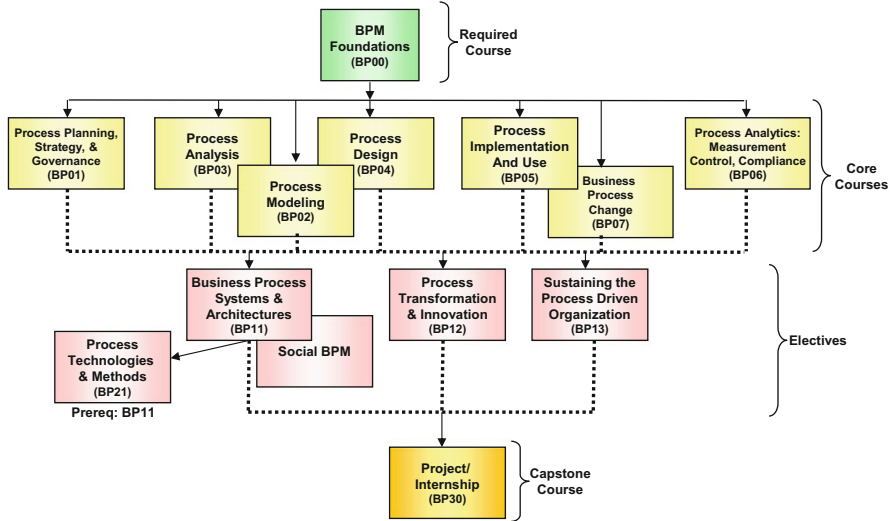 BPM
Foundations
(BP00)
Required
Course
Process Planning,
Strategy, &
Governance
(BP01)
Process
Analysis
(BP03)
Process
Modeling
(BP02)
Process
Design
(BP04)
Process
Implementation
And Use
(BP05)
Business
Process
Change
(BP07)
Process Analytics:
Measurement
Control, Compliance
(BP06)
Core
Courses
Business Process
Systems &
Architectures
(BP11)
Process
Transformation
& Innovation
(BP12)
Sustaining the
Process Driven
Organization
(BP13)
Electives
Process
Technologies
& Methods
(BP21)
Prereq: BP11
Social BPM
Project/
Internship
(BP30)
Capstone
Course